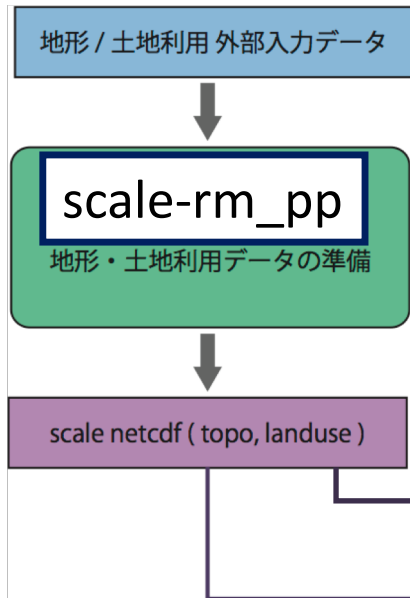 地形 / 土地利用 外部入力データ
scale-rm_pp
地形・土地利用データの準備
scale netcdf ( topo, landuse )